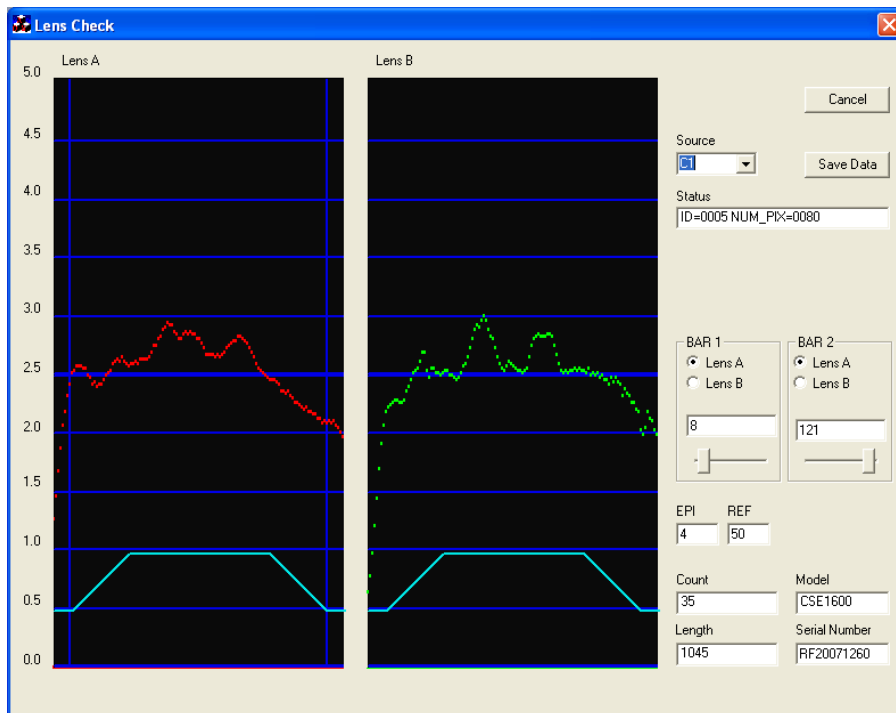 Lens Check
Lens A
Lens B
5.0
4.5
4.0
3.5
3.0
2.5
2.0
1.5
1.0
0.5
0.0
Cancel
Source
C1
Save Data
Status
ID=0005 NUM_PIX=0080
BAR 1
Lens A
Lens B
8
BAR 2
Lens A
Lens B
121
EPI
REF
4
50
Count
Model
35
CSE1600
Length
Serial Number
1045
RF20071260